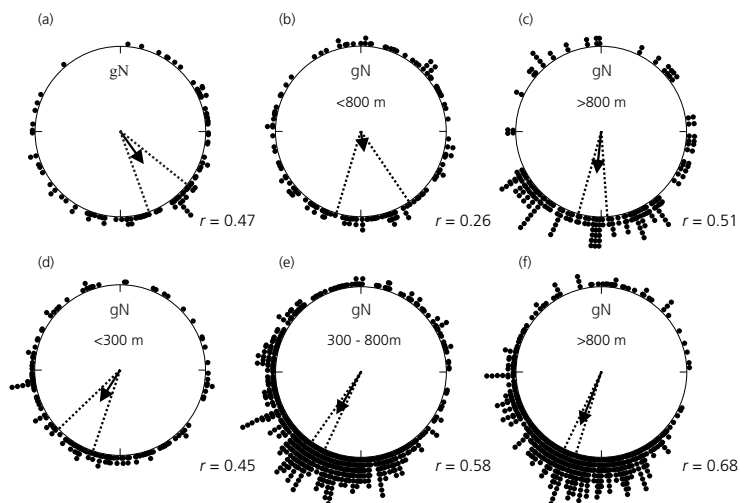 (a)
gN
r = 0.47
(b)
gN
<800 m
r = 0.26
(c)
gN
>800 m
r = 0.51
(d)
gN
<300 m
r = 0.45
(e)
gN
300 - 800m
r = 0.58
(f)
gN
>800 m
r = 0.68